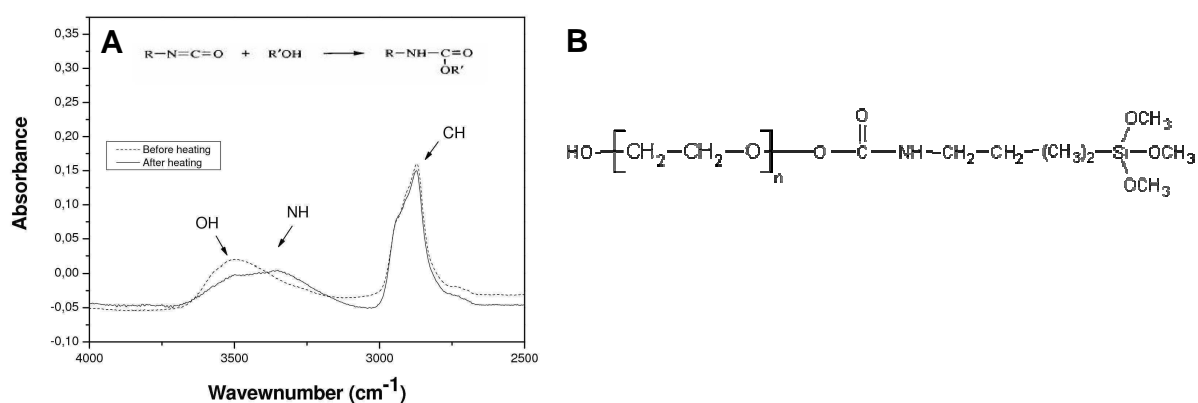 A
R—N=C=O + R'OH → R—NH—C=O
OR'
Absorbance
0,35
0,30
0,25
0,20
0,15
0,10
0,05
0,00
-0,05
-0,10
Before heating
After heating
OH
NH
CH
4000 3500 3000 2500
Wavewnumber (cm-1)
B
O
OCH3
HO—[CH2—CH2—O]n—O—C—NH—CH2—CH2—(CH3)2—Si—OCH3
OCH3